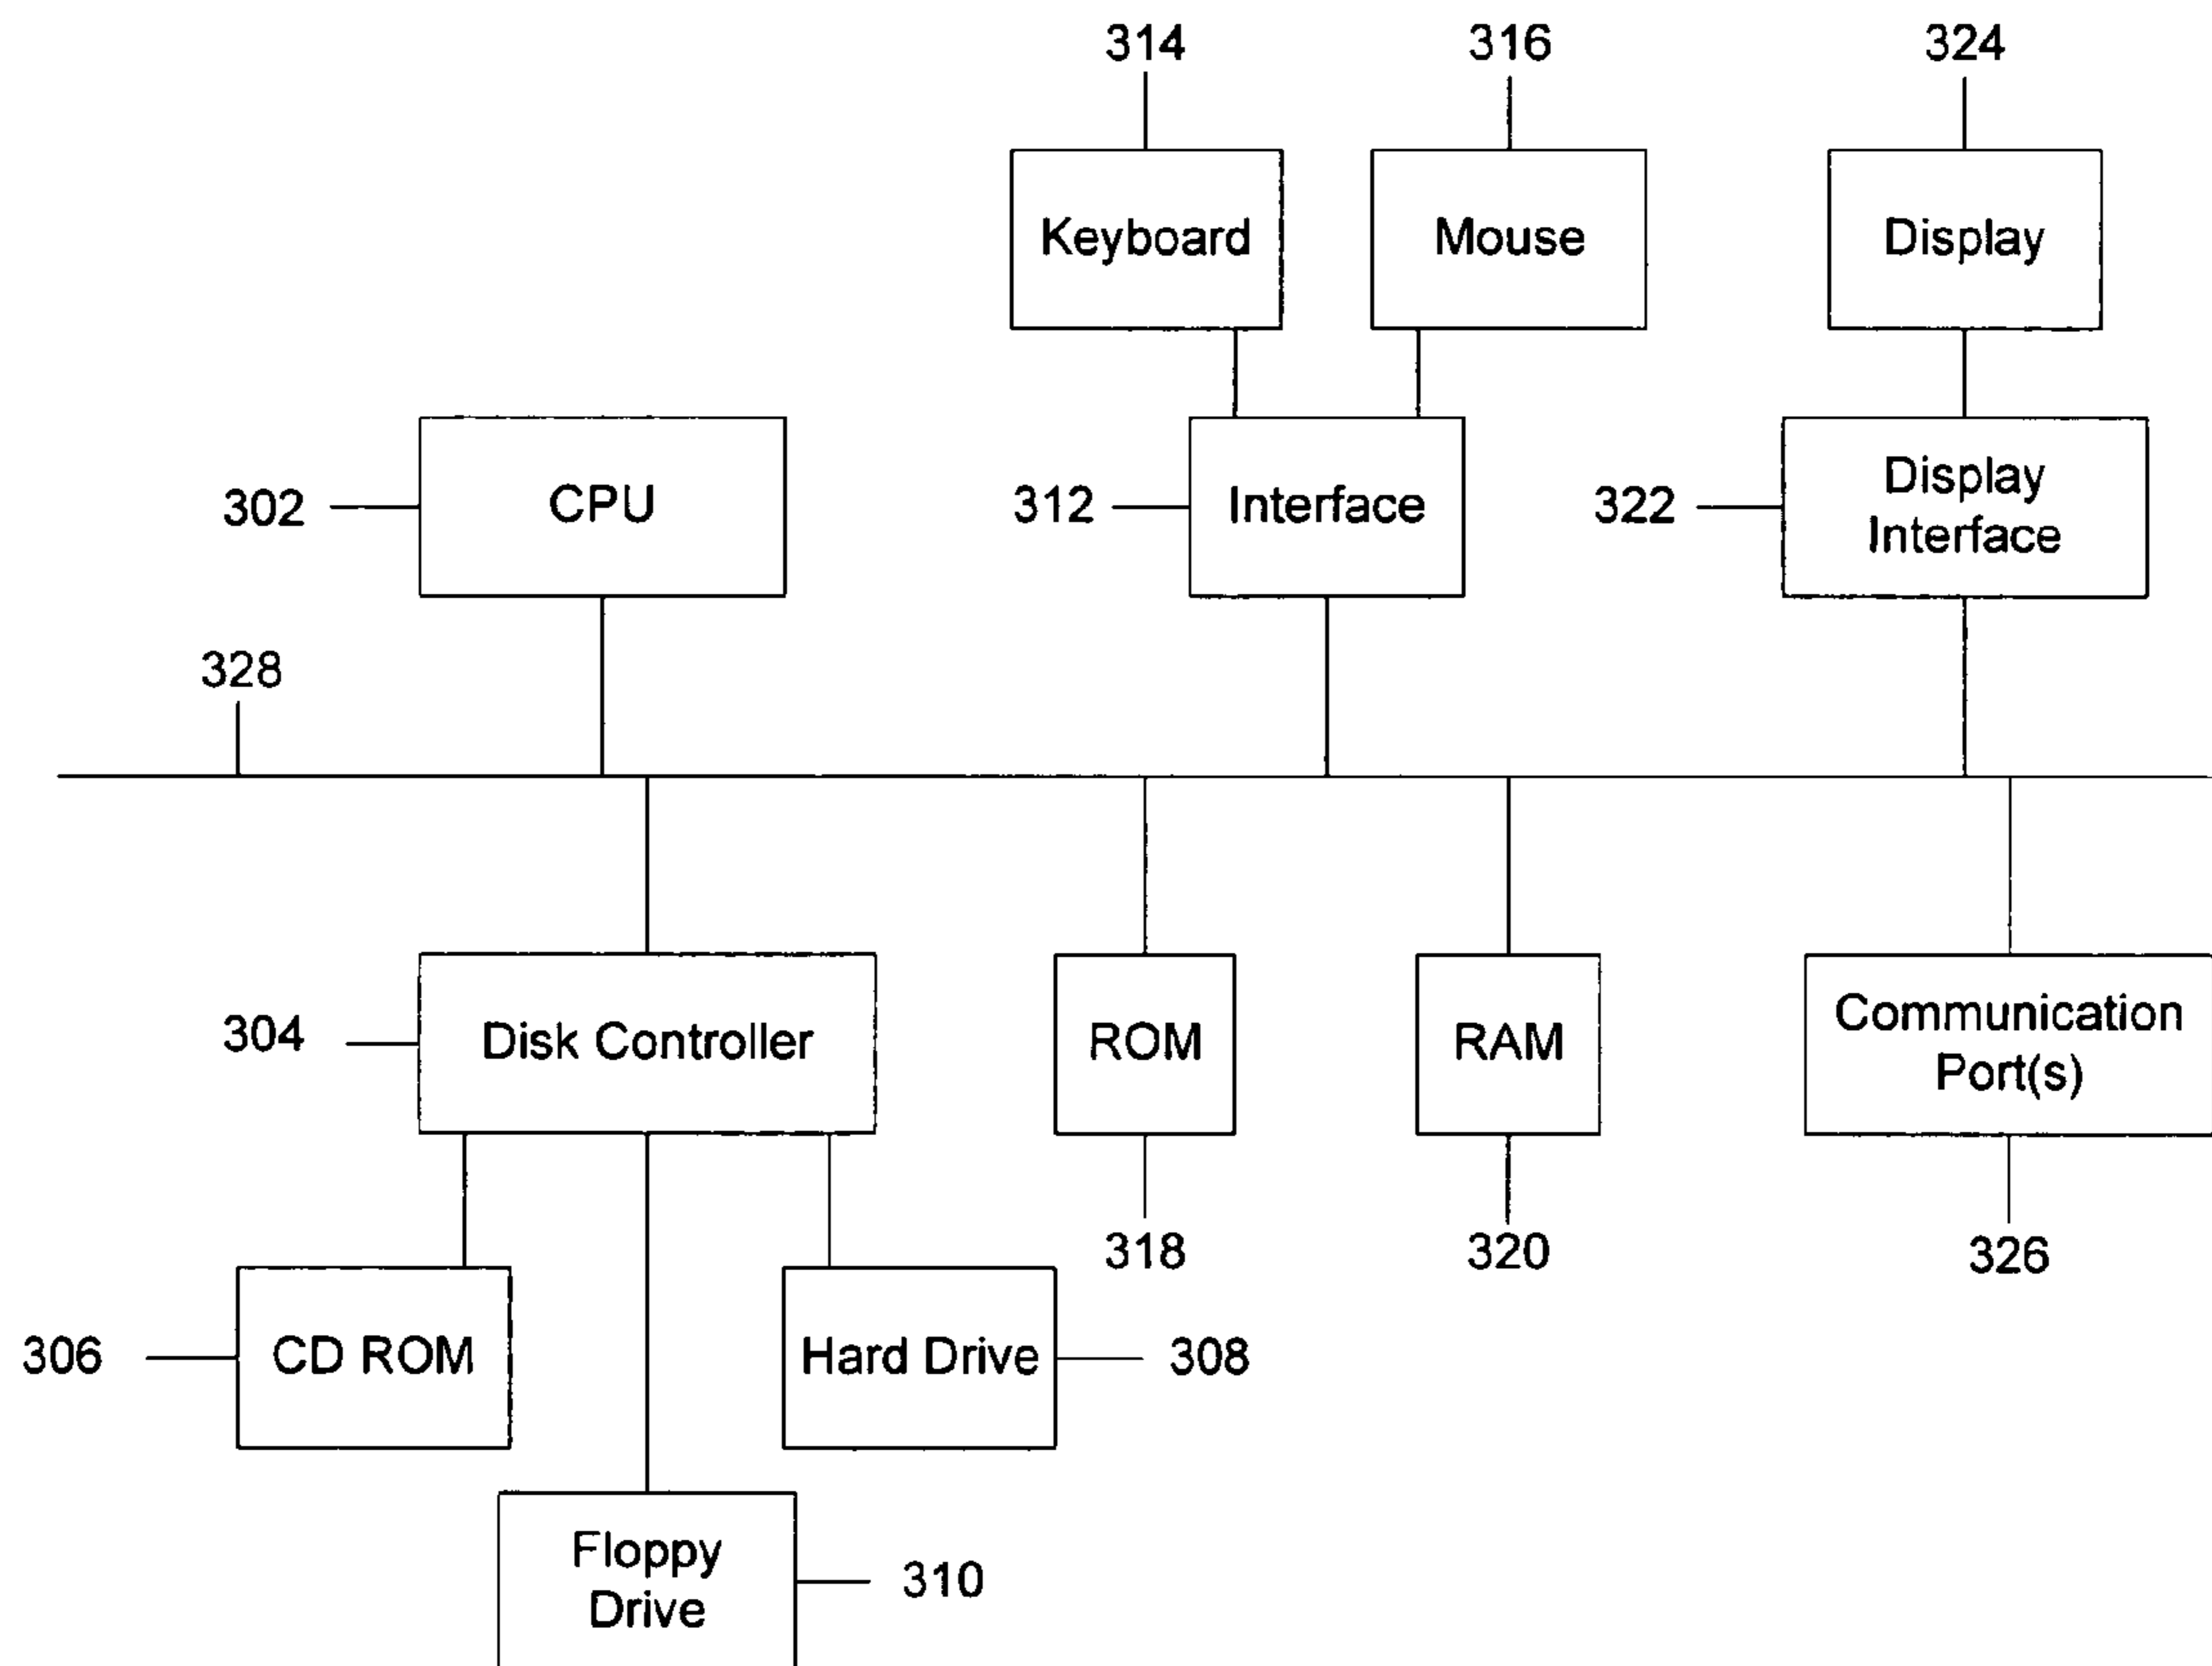 314
316
324
Keyboard
Mouse
Display
302
CPU
312
Interface
322
Display
Interface
328
304
Disk Controller
ROM
RAM
Communication
Port(s)
318
320
326
306
CD ROM
Hard Drive
308
Floppy
Drive
310